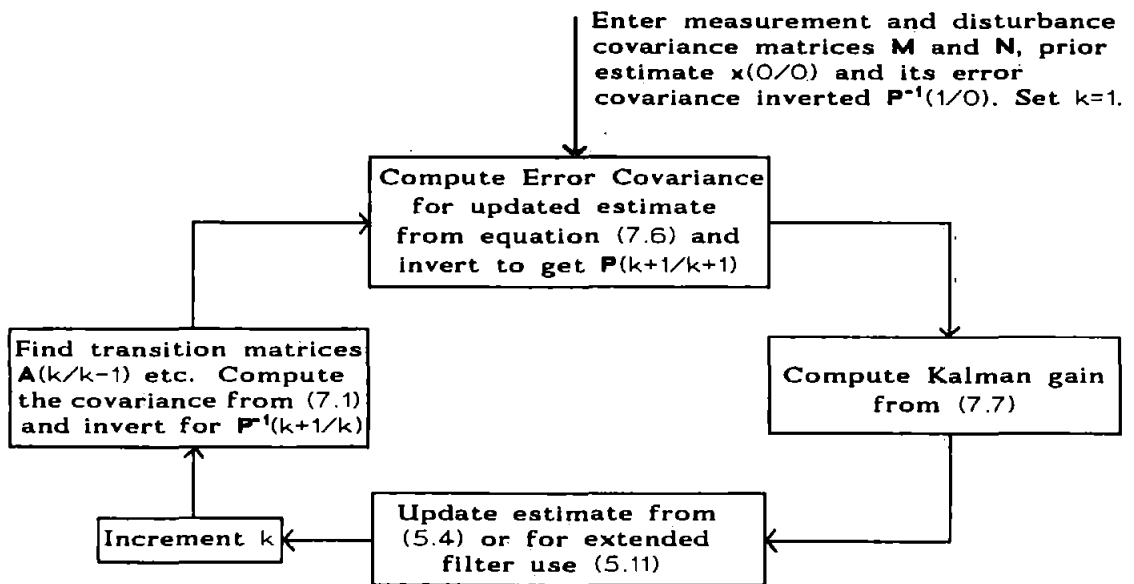 Enter measurement and disturbance
covariance matrices M and N, prior
estimate x(0/0) and its error
covariance inverted P⁻¹(1/0). Set k=1.
Compute Error Covariance
for updated estimate
from equation (7.6) and
invert to get P(k+1/k+1)
Compute Kalman gain
from (7.7)
Update estimate from
(5.4) or for extended
filter use (5.11)
Increment k
Find transition matrices
A(k/k-1) etc. Compute
the covariance from (7.1)
and invert for P⁻¹(k+1/k)